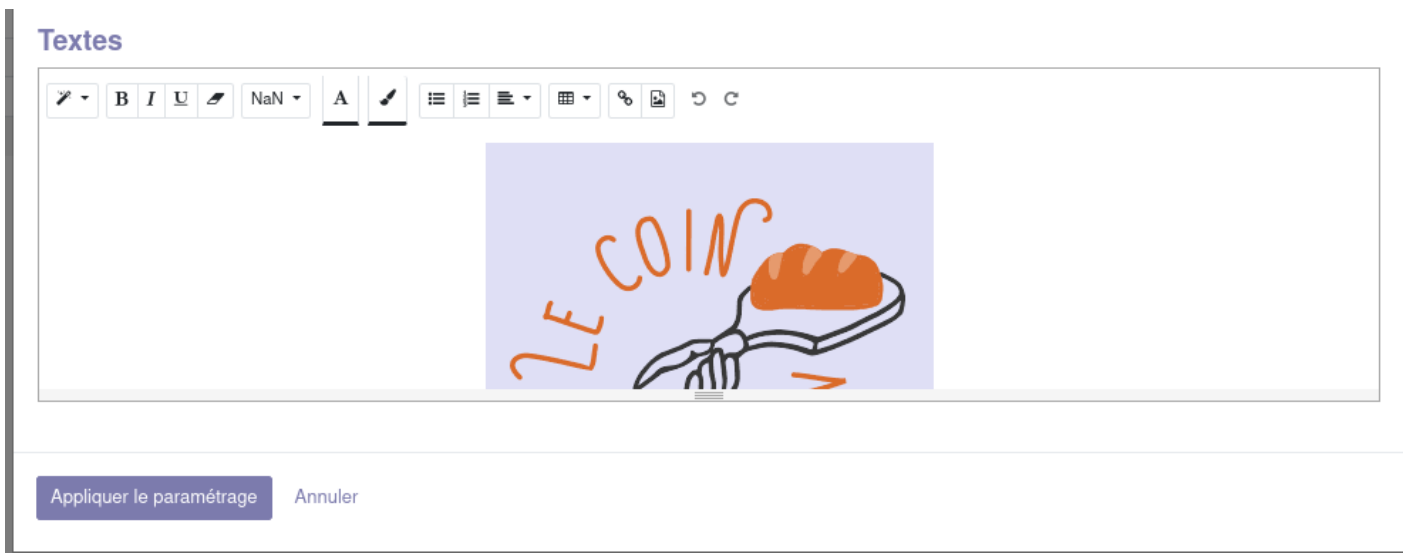 Textes
B I U NaN A
COIN
LE
Appliquer le paramétrage Annuler